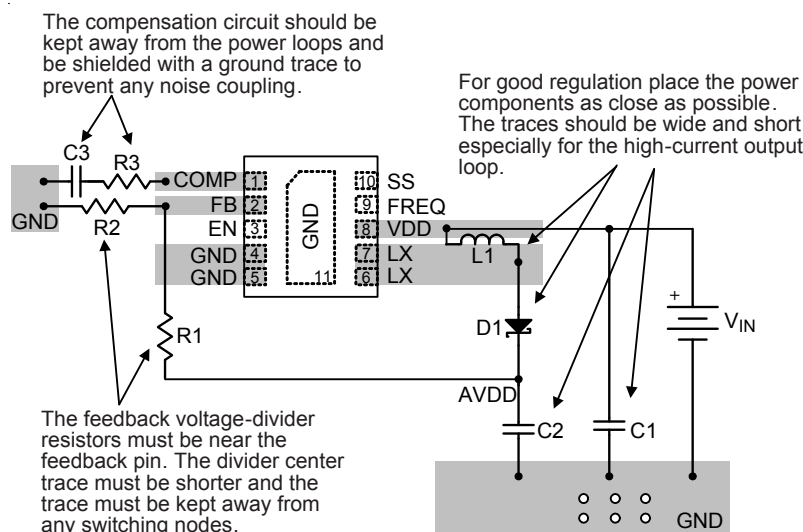 The compensation circuit should be
kept away from the power loops and
be shielded with a ground trace to
prevent any noise coupling.
For good regulation place the power
components as close as possible.
The traces should be wide and short
especially for the high-current output
loop.
C3
R3
GND
R2
COMP 1
FB 2
EN 3
GND 4
GND 5
GND
11
10 SS
9 FREQ
8 VDD
7 LX
6 LX
L1
D1
+
VIN
R1
AVDD
C2
C1
GND
The feedback voltage-divider
resistors must be near the
feedback pin. The divider center
trace must be shorter and the
trace must be kept away from
any switching nodes.